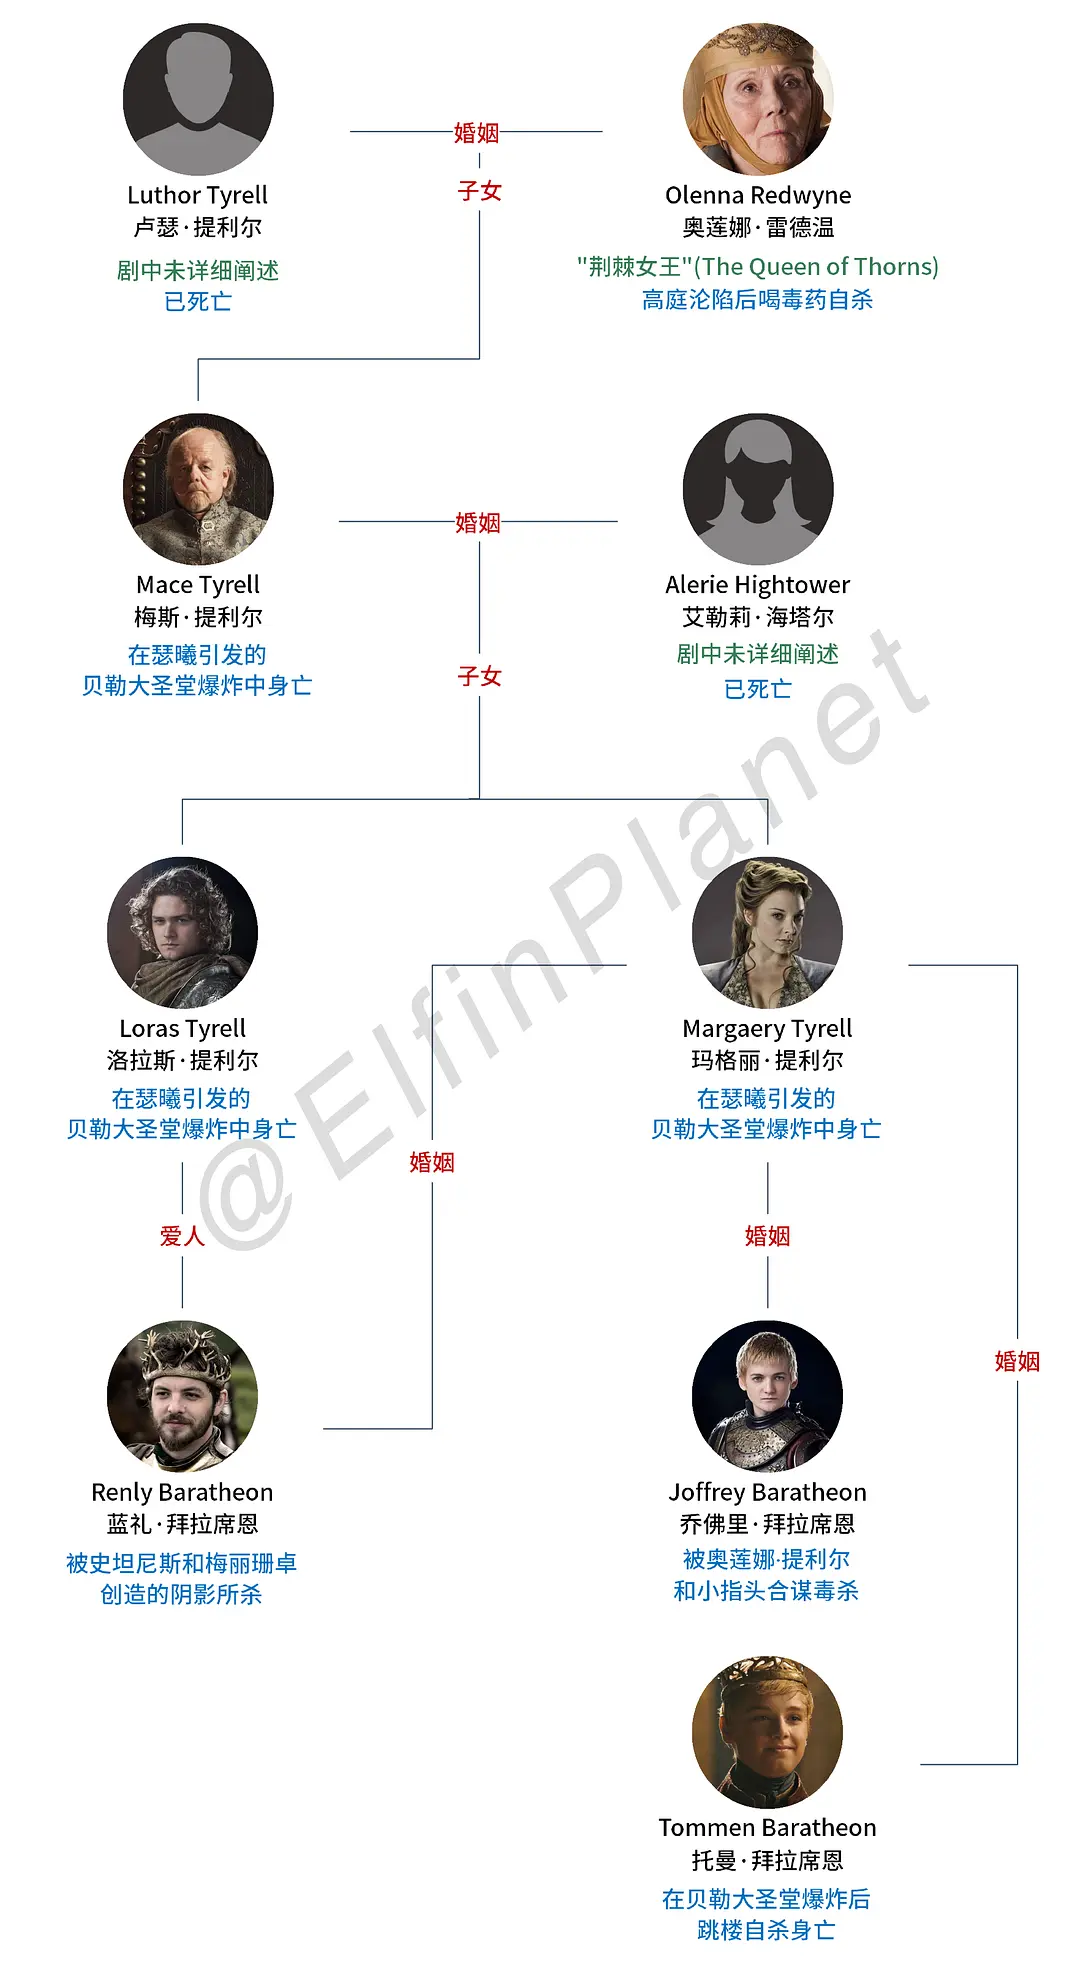 婚姻
子女
Luthor Tyrell
卢瑟·提利尔
剧中未详细阐述
已死亡
Olenna Redwyne
奥莲娜·雷德温
"荆棘女王"(The Queen of Thorns)
高庭沦陷后喝毒药自杀
婚姻
Mace Tyrell
梅斯·提利尔
在瑟曦引发的
贝勒大圣堂爆炸中身亡
Alerie Hightower
艾勒莉·海塔尔
剧中未详细阐述
已死亡
子女
@ElfinPlanet
Loras Tyrell
洛拉斯·提利尔
在瑟曦引发的
贝勒大圣堂爆炸中身亡
Margaery Tyrell
玛格丽·提利尔
在瑟曦引发的
贝勒大圣堂爆炸中身亡
婚姻
爱人
婚姻
婚姻
Renly Baratheon
蓝礼·拜拉席恩
被史坦尼斯和梅丽珊卓
创造的阴影所杀
Joffrey Baratheon
乔佛里·拜拉席恩
被奥莲娜·提利尔
和小指头合谋毒杀
Tommen Baratheon
托曼·拜拉席恩
在贝勒大圣堂爆炸后
跳楼自杀身亡